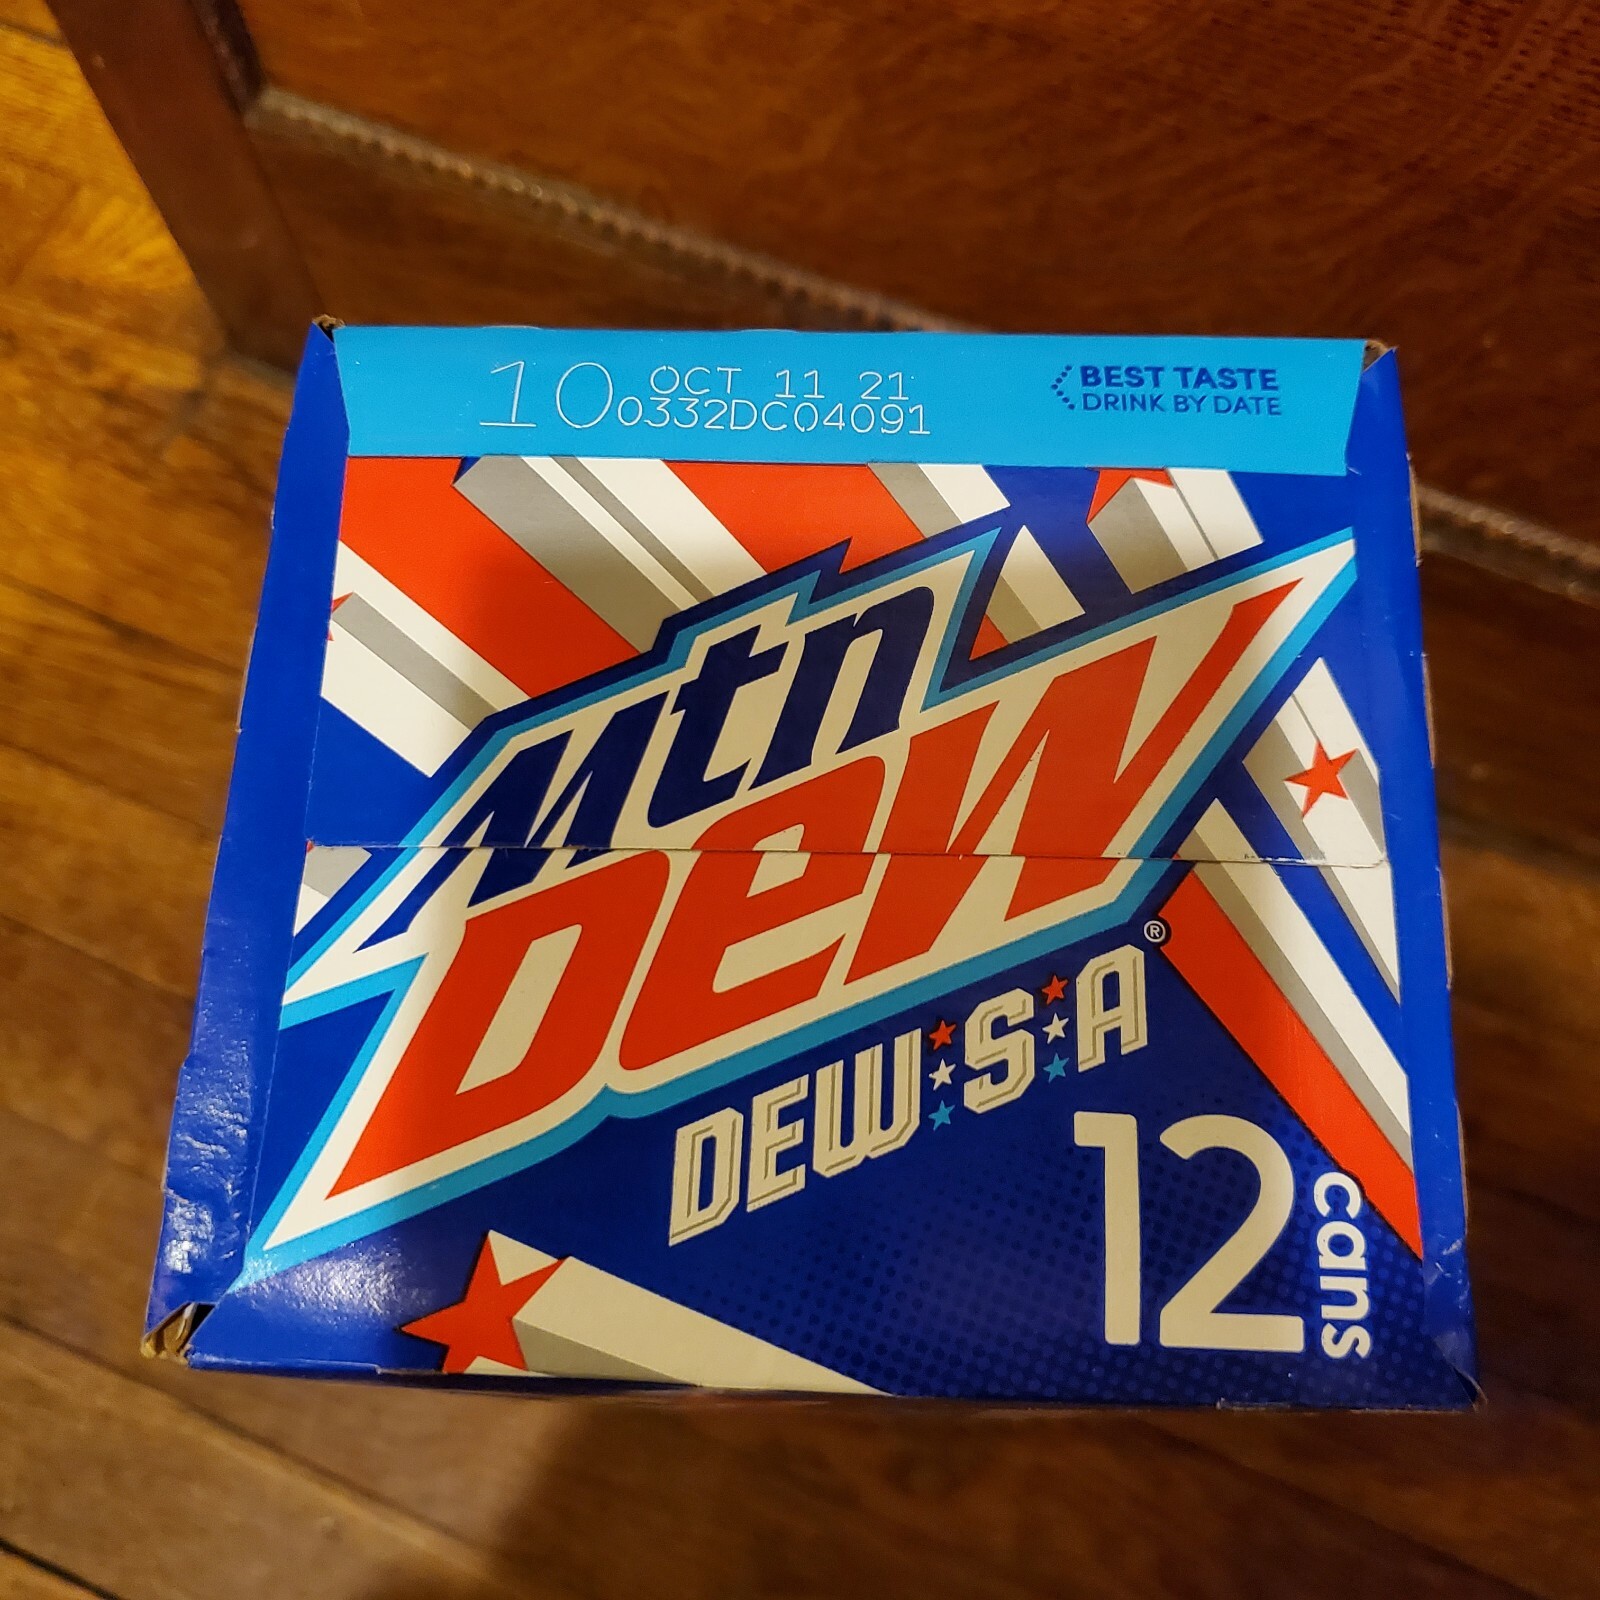 10 OCT 11 21
0332DC04091
BEST TASTE
DRINK BY DATE
Mtn
DEW®
DEW S A
12 cans